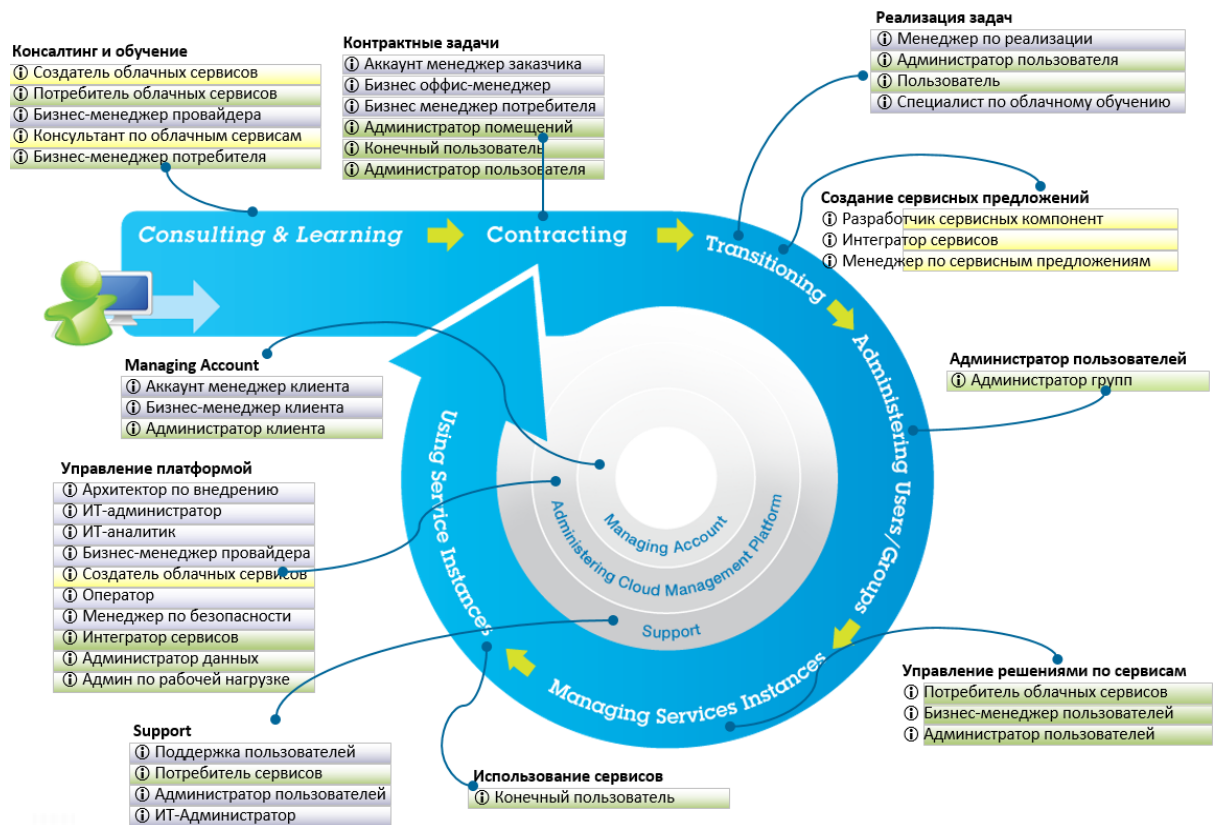 Консалтинг и обучение
Создатель облачных сервисов
Потребитель облачных сервисов
Бизнес-менеджер провайдера
Консультант по облачным сервисам
Бизнес-менеджер потребителя
Контрактные задачи
Аккаунт менеджер заказчика
Бизнес оффис-менеджер
Бизнес менеджер потребителя
Администратор помещений
Конечный пользователь
Администратор пользователя
Реализация задач
Менеджер по реализации
Администратор пользователя
Пользователь
Специалист по облачному обучению
Создание сервисных предложений
Разработчик сервисных компонент
Интегратор сервисов
Менеджер по сервисным предложениям
Consulting & Learning
Contracting
Transitioning
Administering Users/Groups
Managing Services Instances
Using Service Instances
Managing Account
Administering Cloud Management Platform
Support
Managing Account
Аккаунт менеджер клиента
Бизнес-менеджер клиента
Администратор клиента
Администратор пользователей
Администратор групп
Управление платформой
Архитектор по внедрению
ИТ-администратор
ИТ-аналитик
Бизнес-менеджер провайдера
Создатель облачных сервисов
Оператор
Менеджер по безопасности
Интегратор сервисов
Администратор данных
Админ по рабочей нагрузке
Управление решениями по сервисам
Потребитель облачных сервисов
Бизнес-менеджер пользователей
Администратор пользователей
Support
Поддержка пользователей
Потребитель сервисов
Администратор пользователей
ИТ-Администратор
Использование сервисов
Конечный пользователь